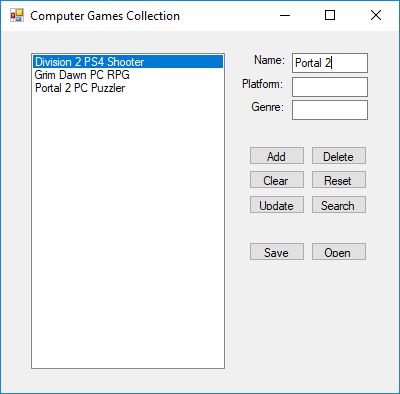 Computer Games Collection
Division 2 PS4 Shooter
Grim Dawn PC RPG
Portal 2 PC Puzzler
Name: Portal 2
Platform:
Genre:
Add Delete
Clear Reset
Update Search
Save Open